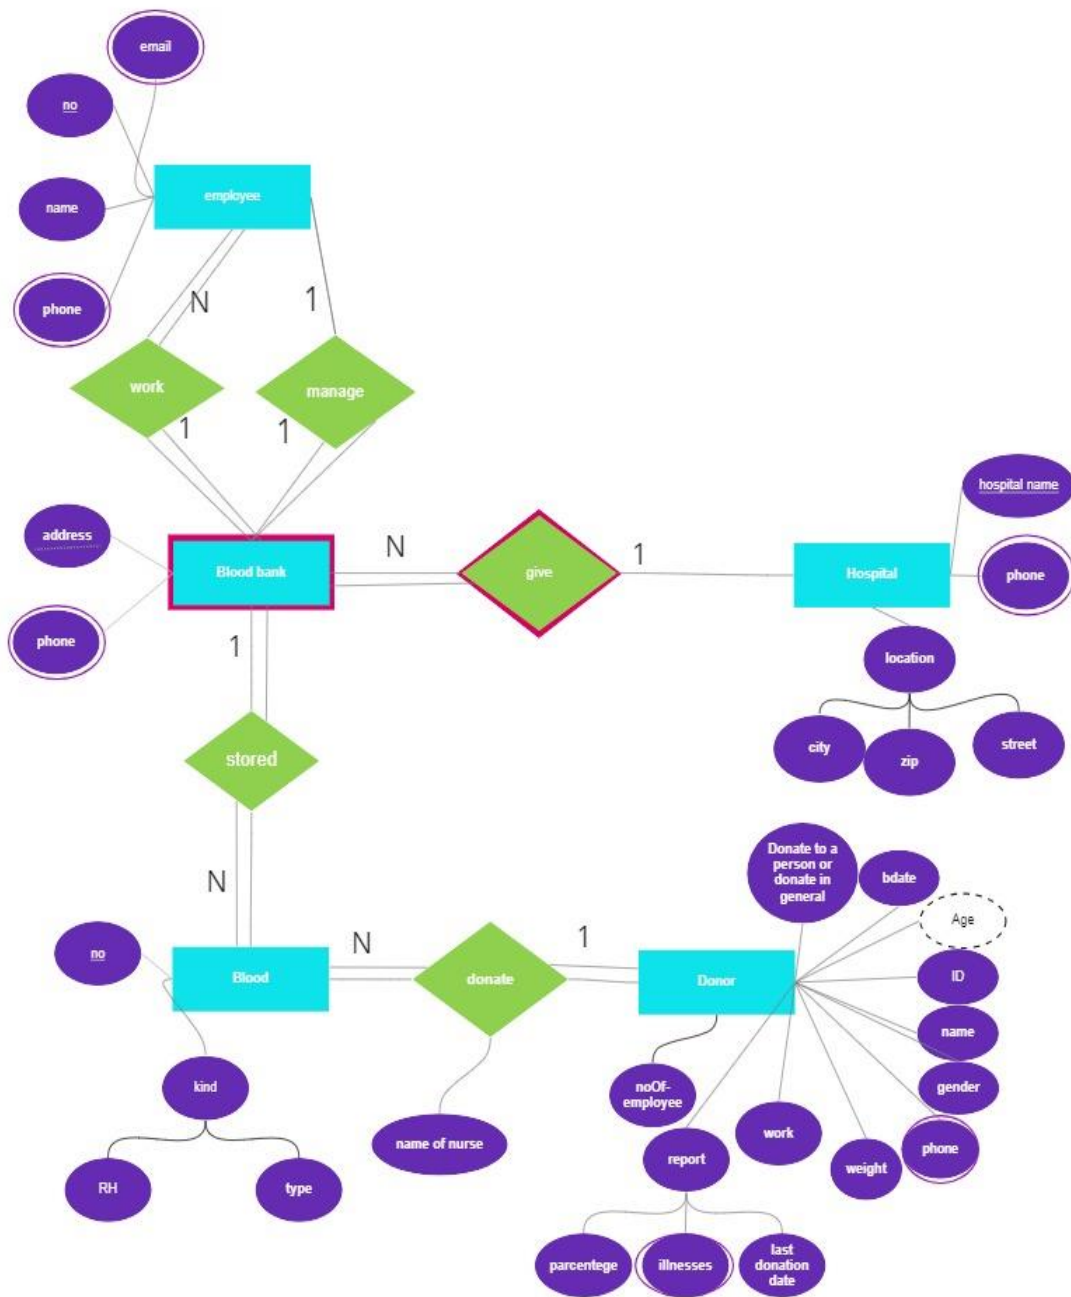 email
no
name
employee
phone
N
1
work
manage
1
1
address
Blood bank
phone
N
give
1
Hospital
hospital name
phone
location
city
zip
street
1
stored
N
no
Blood
kind
RH
type
N
donate
1
name of nurse
Donor
Donate to a
person or
donate in
general
bdate
Age
ID
name
gender
phone
weight
work
noOf-
employee
report
parcentege
illnesses
last
donation
date